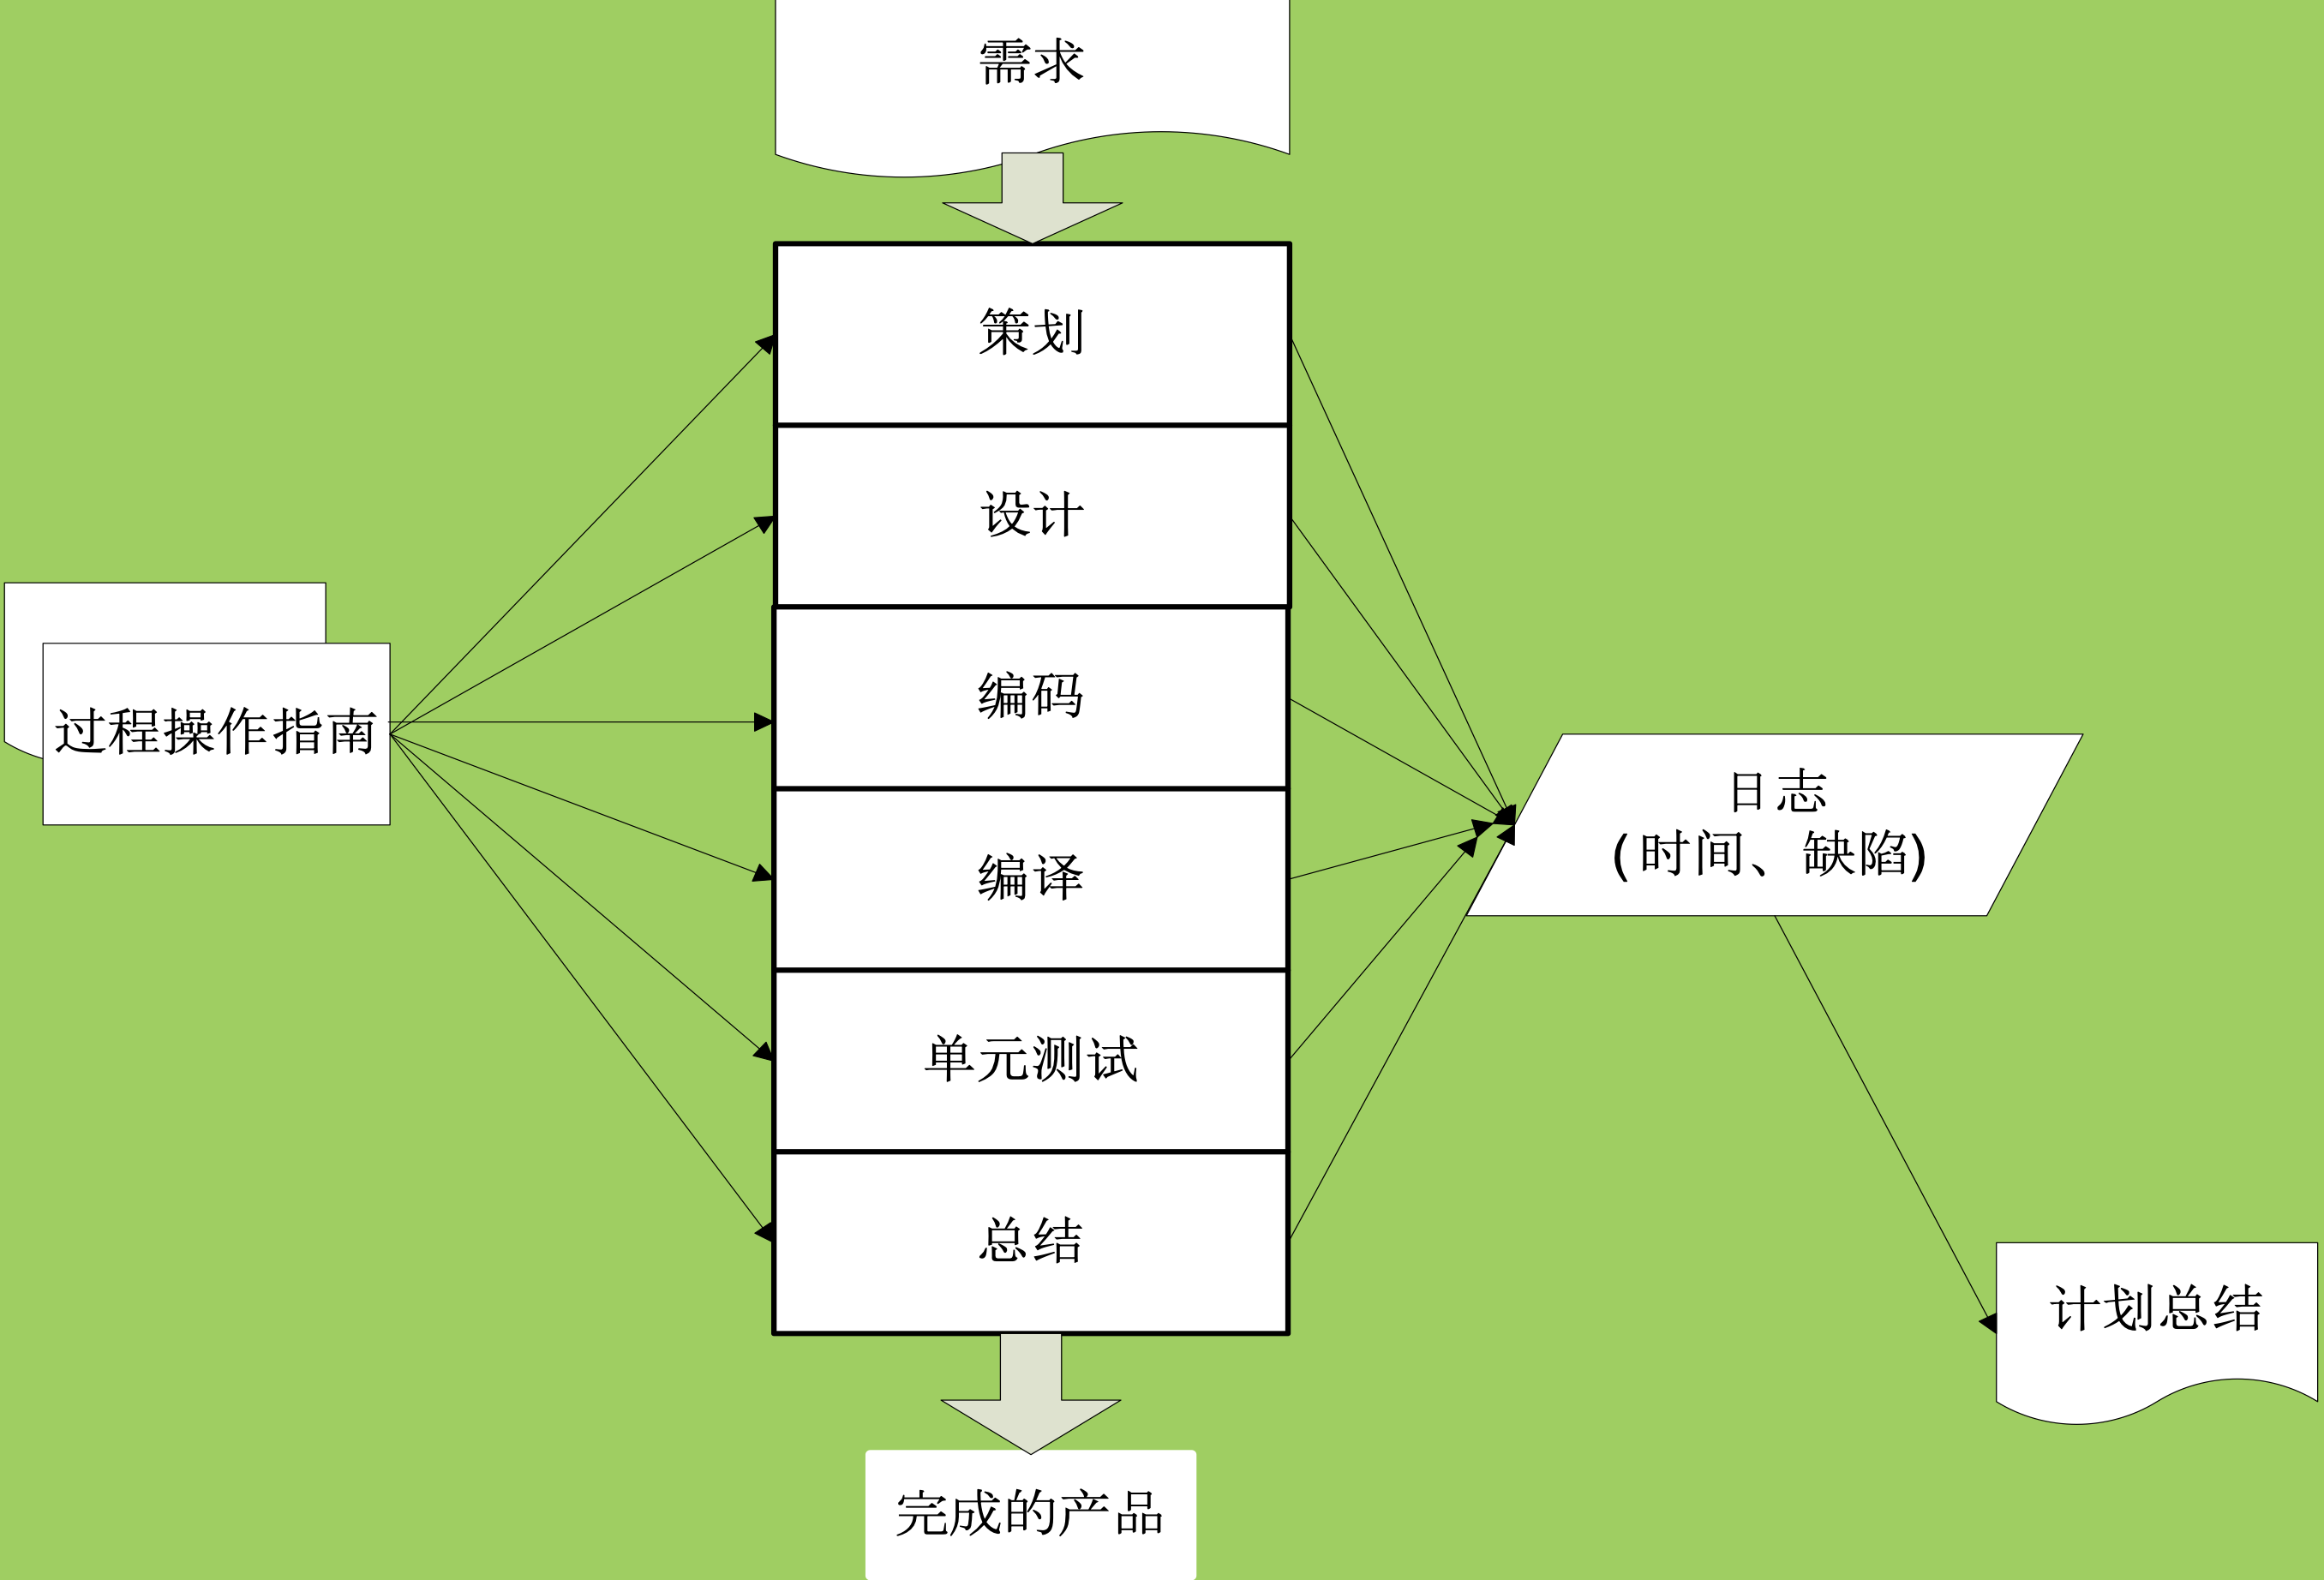 需求
策划
设计
编码
过程操作指南
日志
(时间、缺陷)
编译
单元测试
总结
计划总结
完成的产品